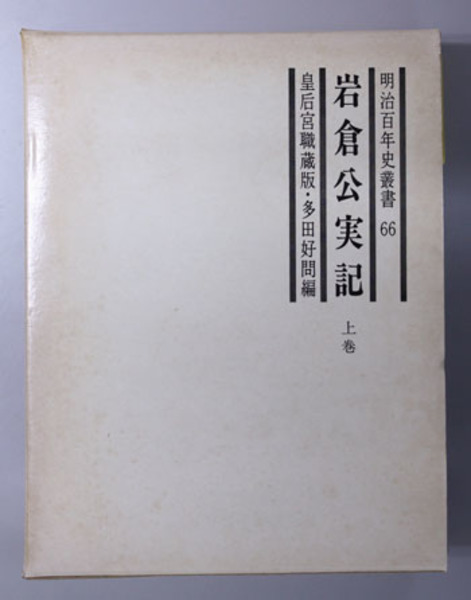 明治百年史叢書 66
岩倉公実記
上巻
皇后宮職蔵版・多田好問編